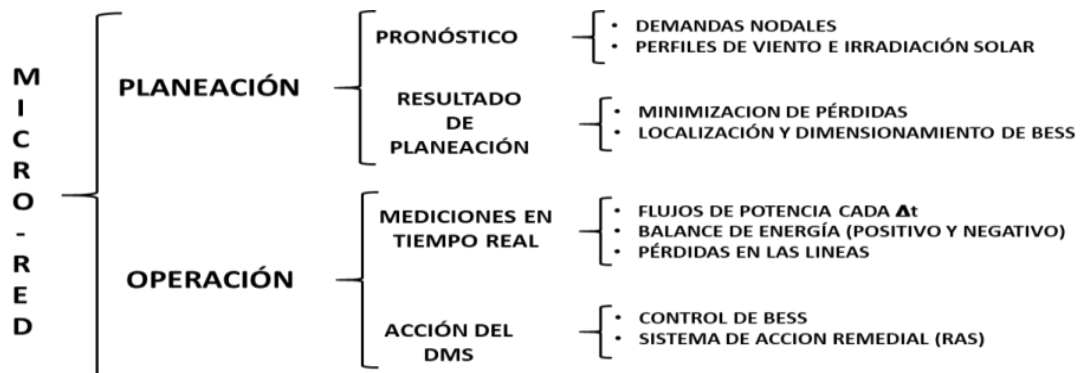 MICRO-RED
PLANEACIÓN
PRONÓSTICO
• DEMANDAS NODALES
• PERFILES DE VIENTO E IRRADIACIÓN SOLAR
RESULTADO
DE
PLANEACIÓN
• MINIMIZACION DE PÉRDIDAS
• LOCALIZACIÓN Y DIMENSIONAMIENTO DE BESS
OPERACIÓN
MEDICIONES EN
TIEMPO REAL
• FLUJOS DE POTENCIA CADA Δt
• BALANCE DE ENERGÍA (POSITIVO Y NEGATIVO)
• PÉRDIDAS EN LAS LINEAS
ACCIÓN DEL
DMS
• CONTROL DE BESS
• SISTEMA DE ACCION REMEDIAL (RAS)